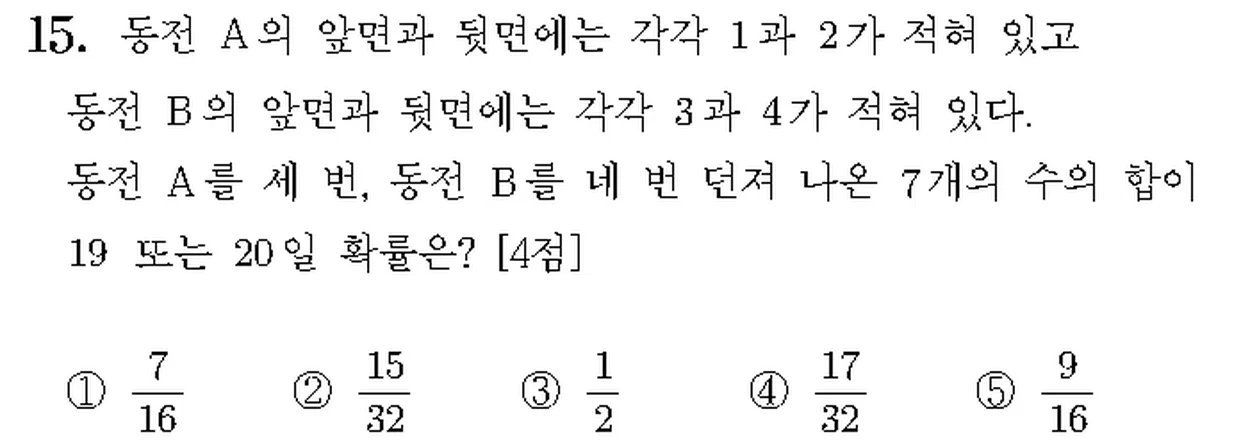 15. 동전 A의 앞면과 뒷면에는 각각 1과 2가 적혀 있고
동전 B의 앞면과 뒷면에는 각각 3과 4가 적혀 있다.
동전 A를 세 번, 동전 B를 네 번 던져 나온 7개의 수의 합이
19 또는 20일 확률은? [4점]
① 7/16 ② 15/32 ③ 1/2 ④ 17/32 ⑤ 9/16